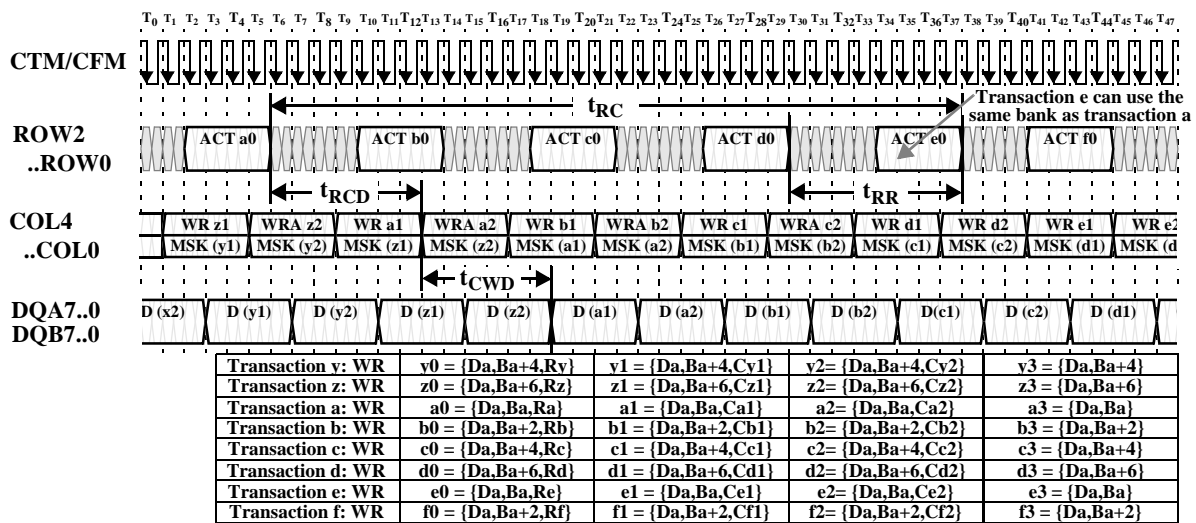 T0 T1 T2 T3 T4 T5 T6 T7 T8 T9 T10 T11 T12 T13 T14 T15 T16 T17 T18 T19 T20 T21 T22 T23 T24 T25 T26 T27 T28 T29 T30 T31 T32 T33 T34 T35 T36 T37 T38 T39 T40 T41 T42 T43 T44 T45 T46 T47
CTM/CFM
tRC
Transaction e can use the
same bank as transaction a
ROW2
..ROW0
ACT a0 ACT b0 ACT c0 ACT d0 ACT e0 ACT f0
tRCD tRR
COL4
..COL0
WR z1 WRA z2 WR a1 WRA a2 WR b1 WRA b2 WR c1 WRA c2 WR d1 WR d2 WR e1 WR e2
MSK (y1) MSK (y2) MSK (z1) MSK (z2) MSK (a1) MSK (a2) MSK (b1) MSK (b2) MSK (c1) MSK (c2) MSK (d1) MSK (d
tCWD
DQA7..0
DQB7..0
D (x2) D (y1) D (y2) D (z1) D (z2) D (a1) D (a2) D (b1) D (b2) D(c1) D (c2) D (d1)
Transaction y: WR y0 = {Da,Ba+4,Ry} y1 = {Da,Ba+4,Cy1} y2= {Da,Ba+4,Cy2} y3 = {Da,Ba+4}
Transaction z: WR z0 = {Da,Ba+6,Rz} z1 = {Da,Ba+6,Cz1} z2= {Da,Ba+6,Cz2} z3 = {Da,Ba+6}
Transaction a: WR a0 = {Da,Ba,Ra} a1 = {Da,Ba,Ca1} a2= {Da,Ba,Ca2} a3 = {Da,Ba}
Transaction b: WR b0 = {Da,Ba+2,Rb} b1 = {Da,Ba+2,Cb1} b2= {Da,Ba+2,Cb2} b3 = {Da,Ba+2}
Transaction c: WR c0 = {Da,Ba+4,Rc} c1 = {Da,Ba+4,Cc1} c2= {Da,Ba+4,Cc2} c3 = {Da,Ba+4}
Transaction d: WR d0 = {Da,Ba+6,Rd} d1 = {Da,Ba+6,Cd1} d2= {Da,Ba+6,Cd2} d3 = {Da,Ba+6}
Transaction e: WR e0 = {Da,Ba,Re} e1 = {Da,Ba,Ce1} e2= {Da,Ba,Ce2} e3 = {Da,Ba}
Transaction f: WR f0 = {Da,Ba+2,Rf} f1 = {Da,Ba+2,Cf1} f2= {Da,Ba+2,Cf2} f3 = {Da,Ba+2}